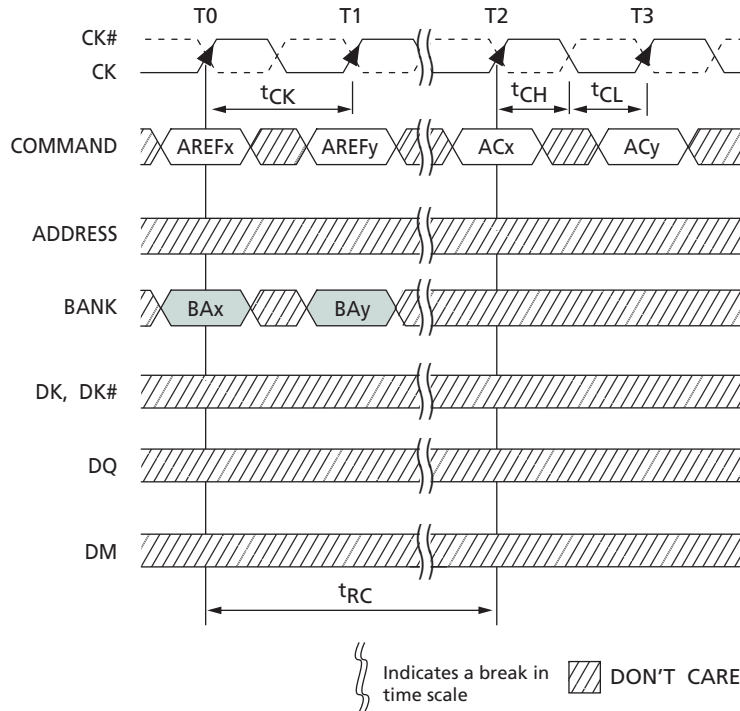 T0 T1 T2 T3
CK#
CK
tCK tCH tCL
COMMAND AREFx AREFy ACx ACy
ADDRESS
BANK BAx BAy
DK, DK#
DQ
DM
tRC
Indicates a break in
time scale
DON'T CARE